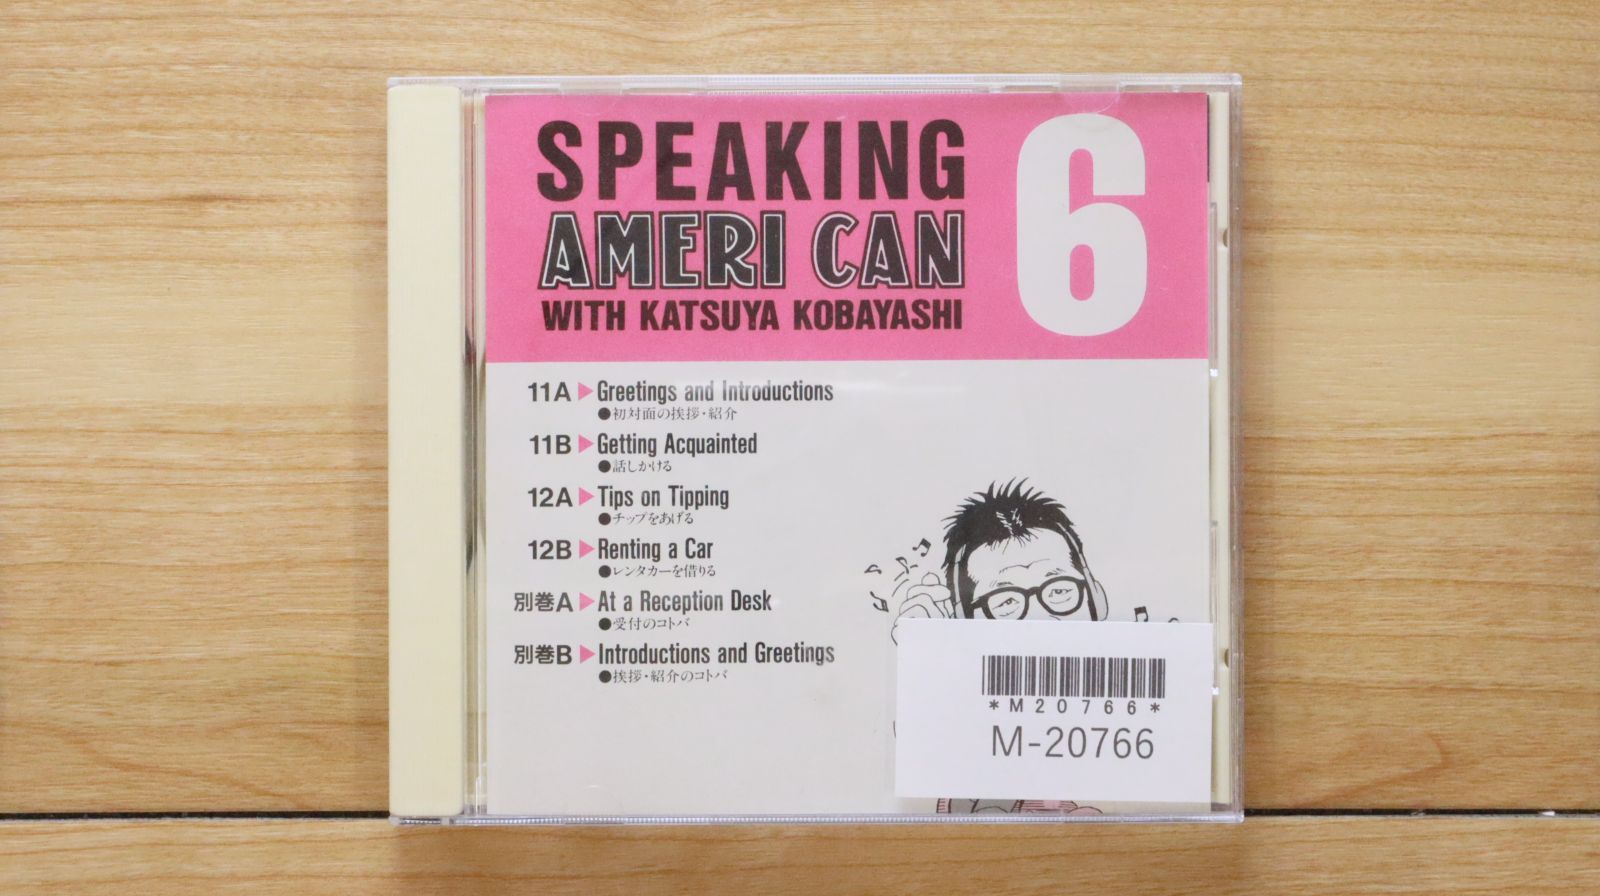 SPEAKING
AMERI CAN
WITH KATSUYA KOBAYASHI
6
11A▶Greetings and Introductions
●初対面の挨拶・紹介
11B▶Getting Acquainted
●話しかける
12A▶Tips on Tipping
●チップをあげる
12B▶Renting a Car
●レンタカーを借りる
別巻A▶At a Reception Desk
●受付のコトバ
別巻B▶Introductions and Greetings
●挨拶・紹介のコトバ
*M20766*
M-20766